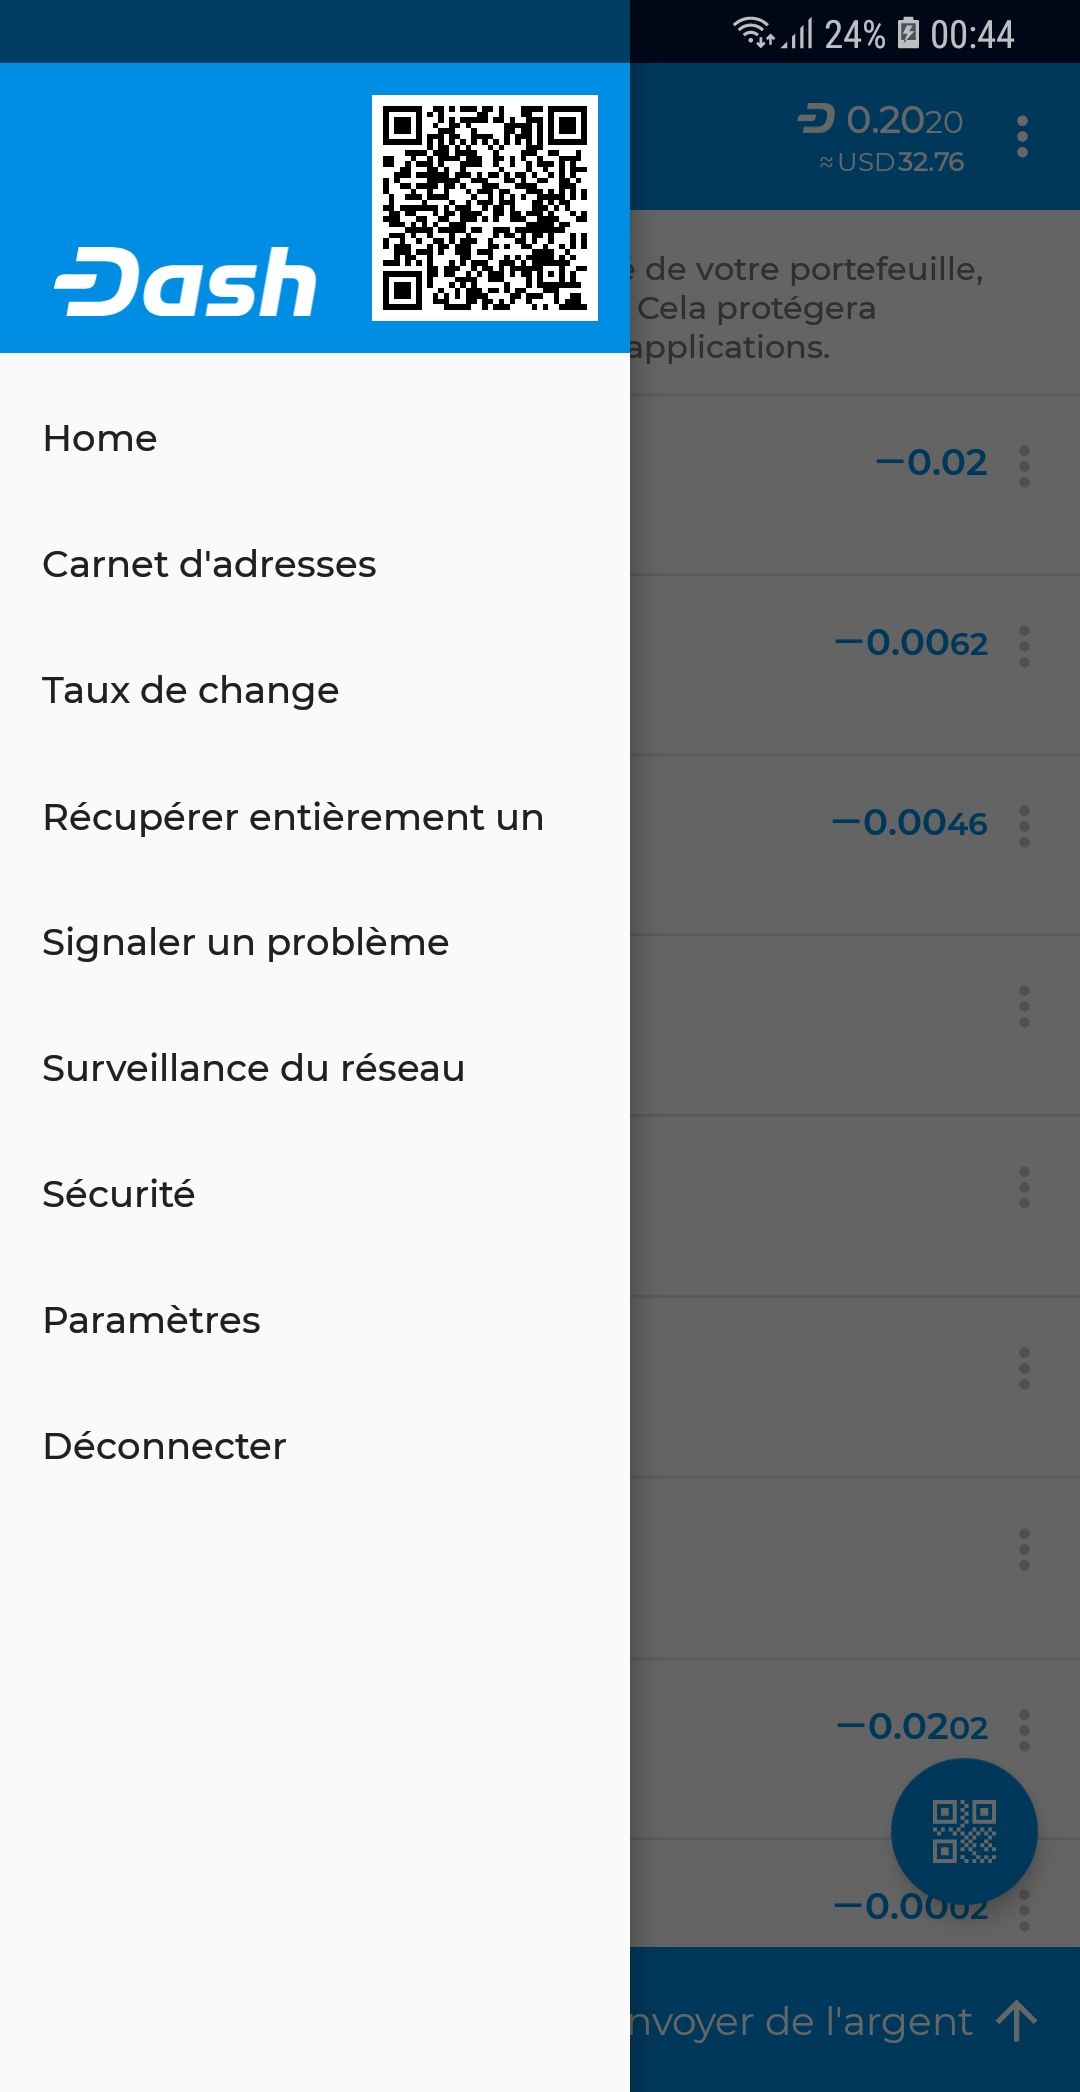 24% 00:44
0.2020
≈USD32.76
Dash
de votre portefeuille,
Cela protégera
applications.
Home
Carnet d'adresses
Taux de change
Récupérer entièrement un
Signaler un problème
Surveillance du réseau
Sécurité
Paramètres
Déconnecter
−0.02
−0.0062
−0.0046
−0.0202
−0.0002
nvoyer de l'argent